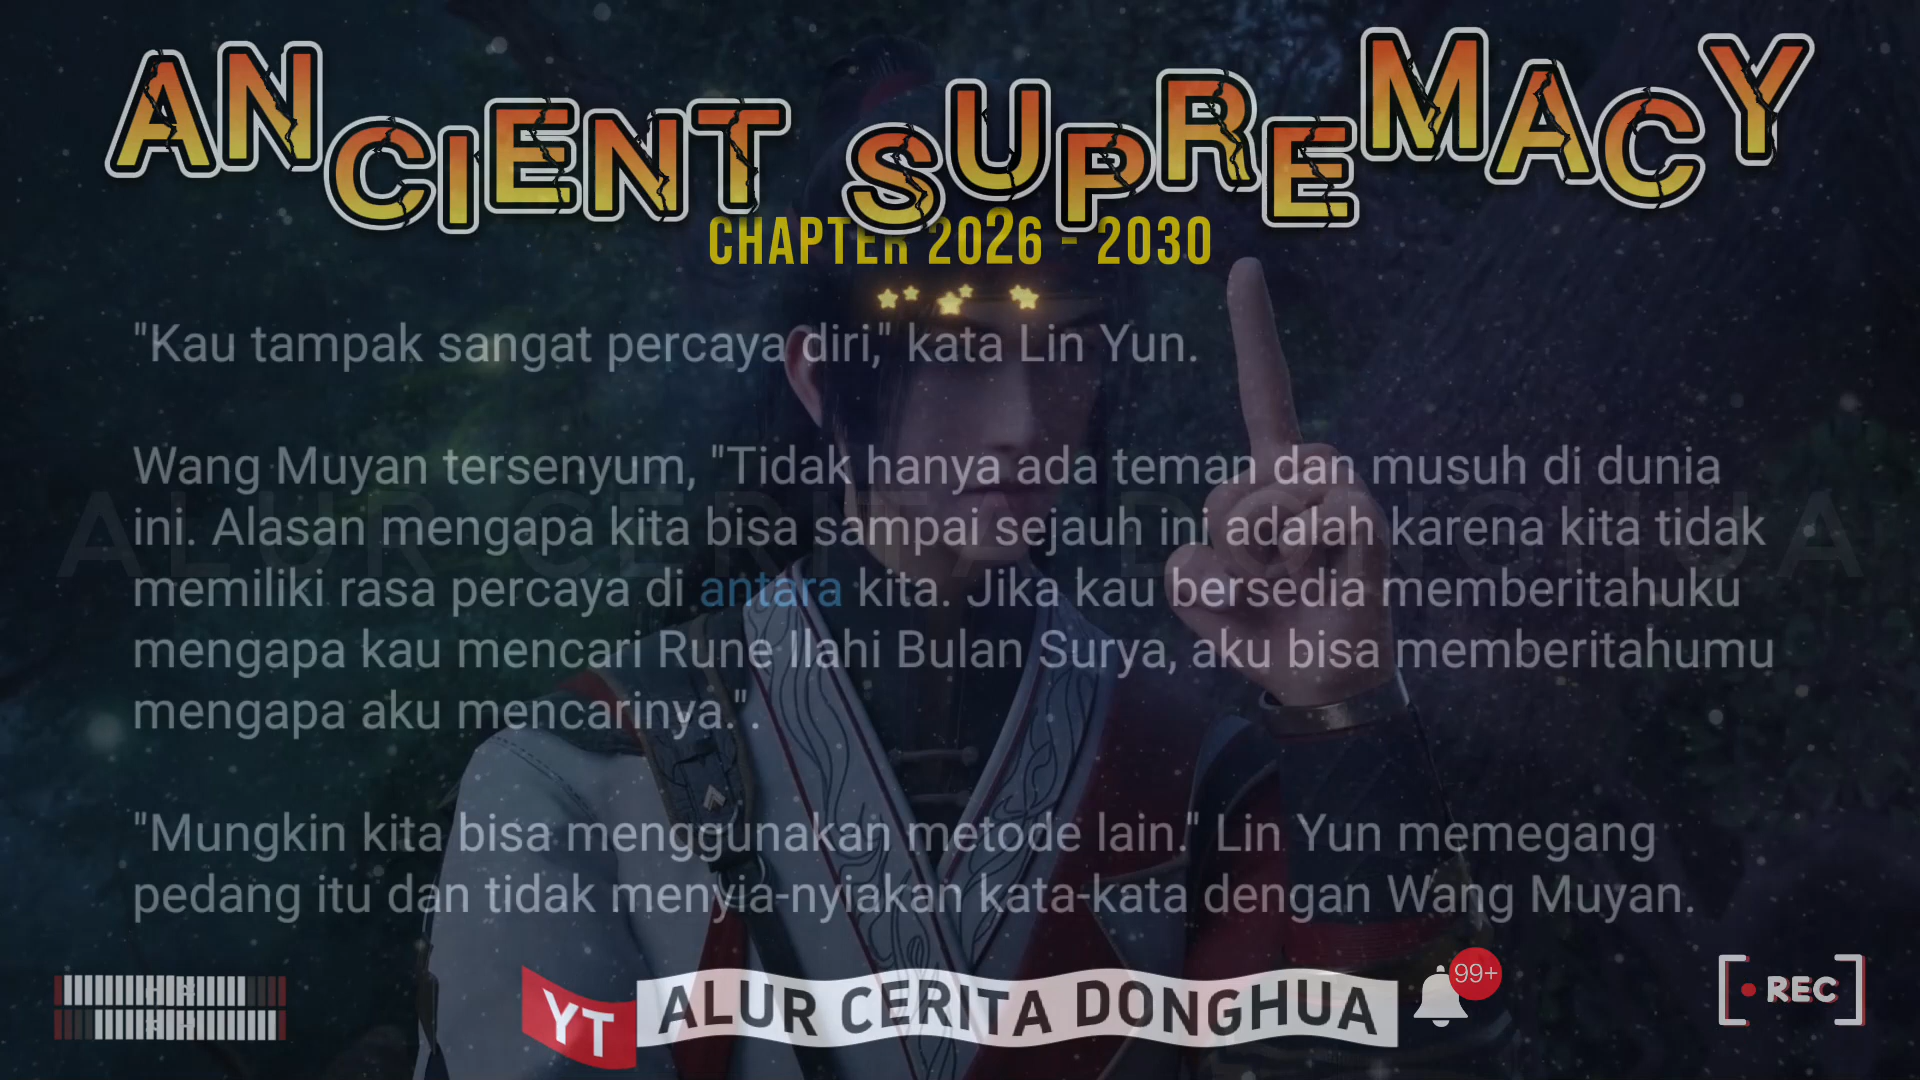 ANCIENT SUPREMACY
CHAPTER 2026 - 2030
"Kau tampak sangat percaya diri," kata Lin Yun.
Wang Muyan tersenyum, "Tidak hanya ada teman dan musuh di dunia
ini. Alasan mengapa kita bisa sampai sejauh ini adalah karena kita tidak
memiliki rasa percaya di antara kita. Jika kau bersedia memberitahuku
mengapa kau mencari Rune Ilahi Bulan Surya, aku bisa memberitahumu
mengapa aku mencarinya.".
"Mungkin kita bisa menggunakan metode lain." Lin Yun memegang
pedang itu dan tidak menyia-nyiakan kata-kata dengan Wang Muyan.
ALUR CERITA DONGHUA
YT ALUR CERITA DONGHUA
99+
REC